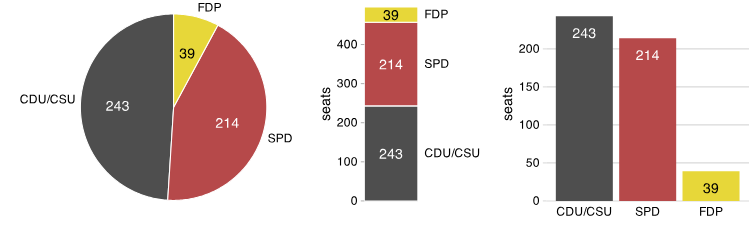 FDP
39
CDU/CSU
243
214
SPD
seats
400
300
200
100
0
39
FDP
214
SPD
243
CDU/CSU
seats
200
150
100
50
0
243
214
39
CDU/CSU SPD FDP